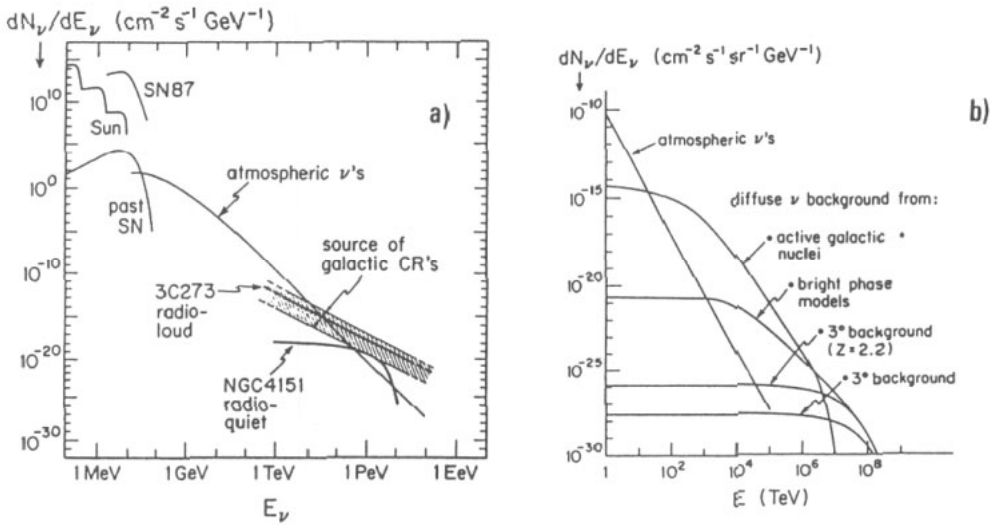 dNν/dEν (cm⁻² s⁻¹ GeV⁻¹)
a)
10¹⁰
10⁰
10⁻¹⁰
10⁻²⁰
10⁻³⁰
SN87
Sun
past
SN
atmospheric ν's
source of
galactic CR's
3C273
radio-
loud
NGC4151
radio-
quiet
1 MeV
1 GeV
1 TeV
1 PeV
1 EeV
Eν
dNν/dEν (cm⁻² s⁻¹ sr⁻¹ GeV⁻¹)
b)
10⁻¹⁰
10⁻¹⁵
10⁻²⁰
10⁻²⁵
10⁻³⁰
atmospheric ν's
diffuse ν background from:
• active galactic •
nuclei
• bright phase
models
• 3° background
(Z=2.2)
• 3° background
1
10²
10⁴
10⁶
10⁸
E (TeV)